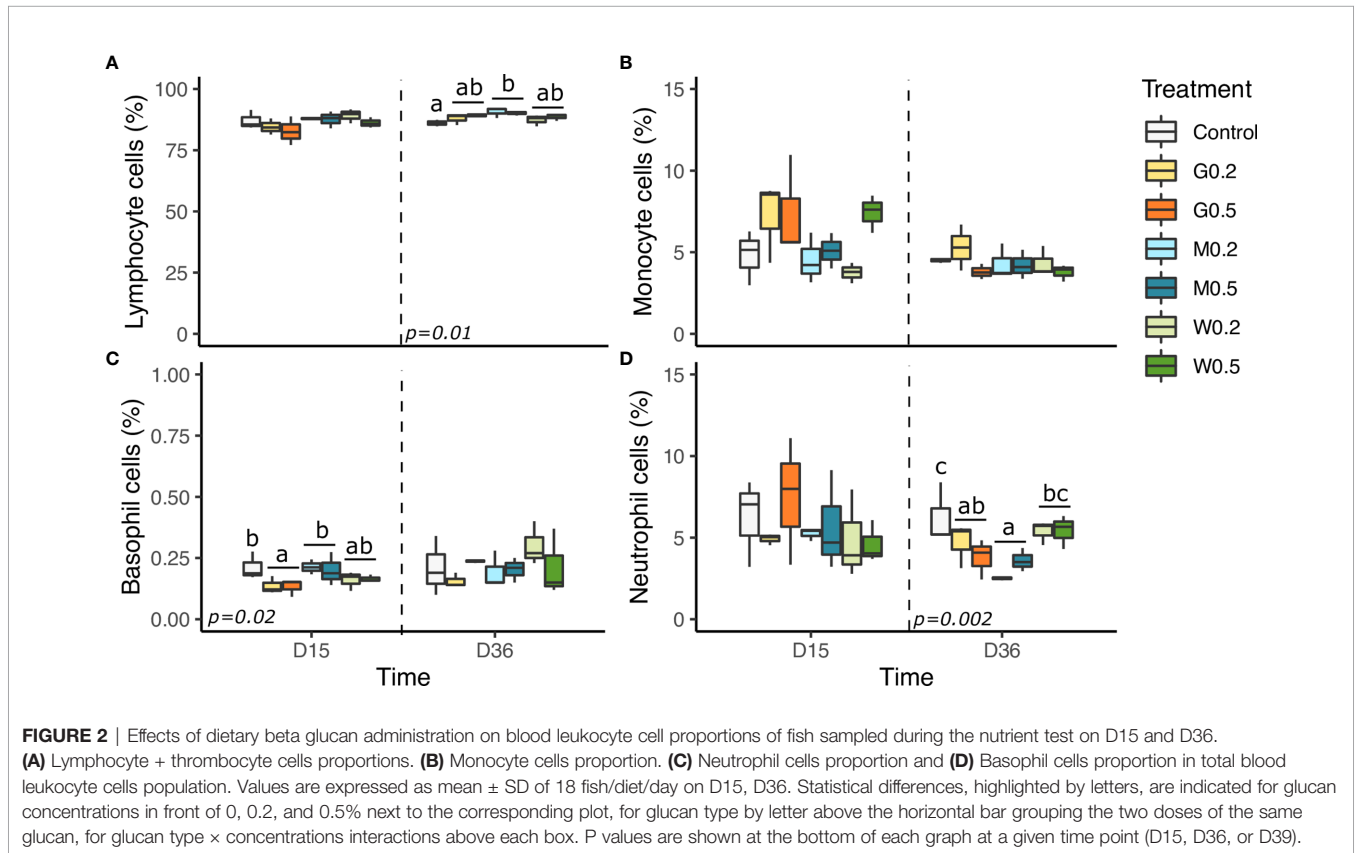 A
Lymphocyte cells (%)
100
75
50
25
0
a
ab
b
ab
p=0.01
B
Monocyte cells (%)
15
10
5
0
Treatment
Control
G0.2
G0.5
M0.2
M0.5
W0.2
W0.5
C
Basophil cells (%)
1.00
0.75
0.50
0.25
0.00
b
a
b
ab
p=0.02
D15
D36
Time
D
Neutrophil cells (%)
15
10
5
0
c
ab
a
bc
p=0.002
D15
D36
Time
FIGURE 2 | Effects of dietary beta glucan administration on blood leukocyte cell proportions of fish sampled during the nutrient test on D15 and D36.
(A) Lymphocyte + thrombocyte cells proportions. (B) Monocyte cells proportion. (C) Neutrophil cells proportion and (D) Basophil cells proportion in total blood
leukocyte cells population. Values are expressed as mean ± SD of 18 fish/diet/day on D15, D36. Statistical differences, highlighted by letters, are indicated for glucan
concentrations in front of 0, 0.2, and 0.5% next to the corresponding plot, for glucan type by letter above the horizontal bar grouping the two doses of the same
glucan, for glucan type × concentrations interactions above each box. P values are shown at the bottom of each graph at a given time point (D15, D36, or D39).